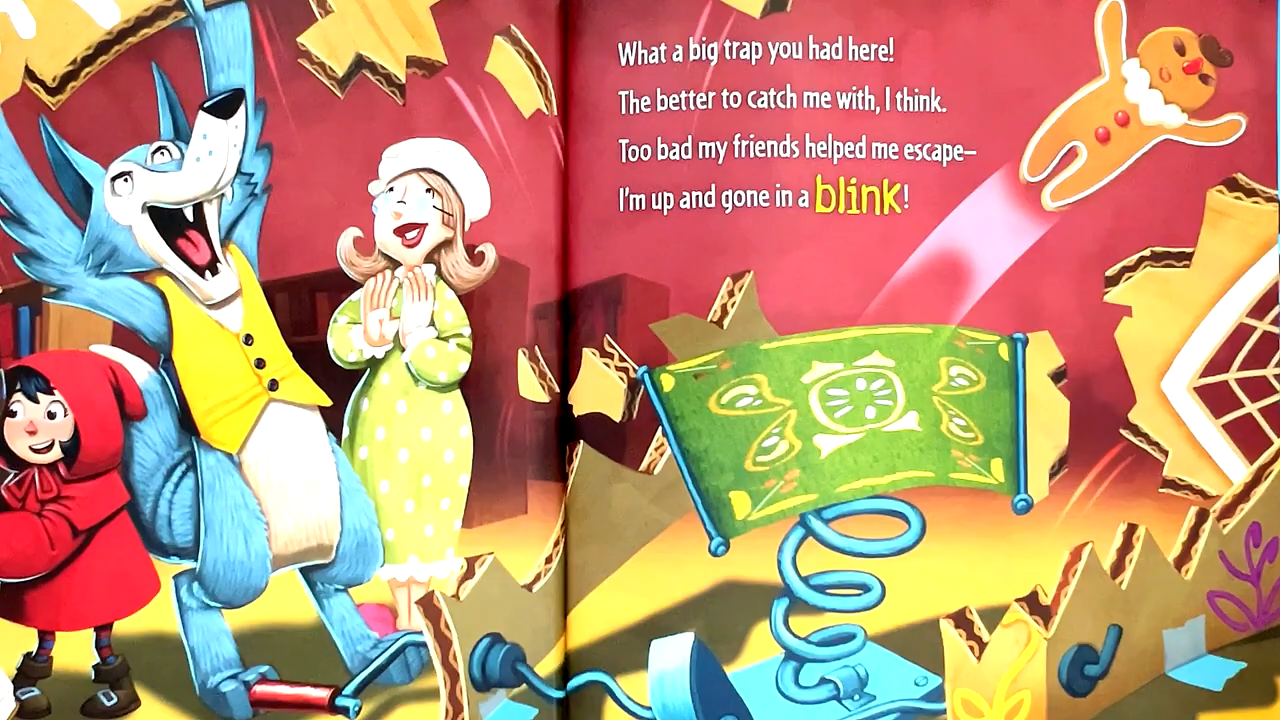 What a big trap you had here!
The better to catch me with, I think.
Too bad my friends helped me escape–
I'm up and gone in a blink!